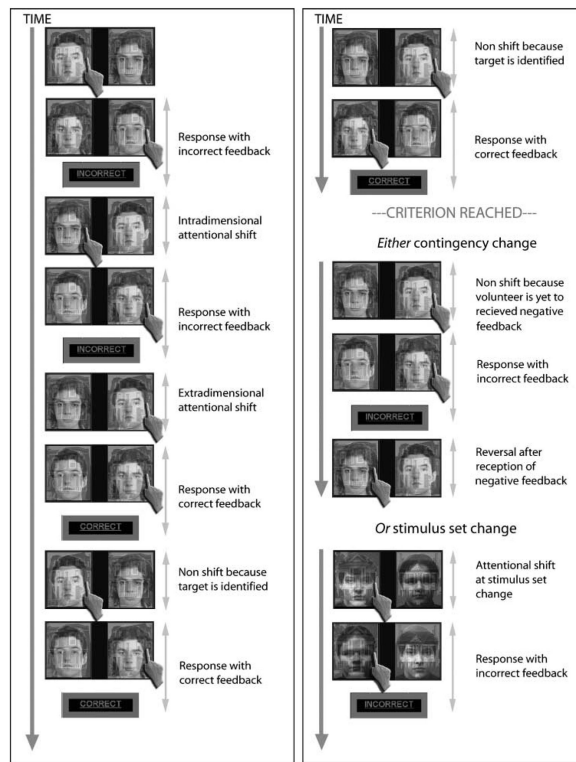 TIME
Response with
incorrect feedback
INCORRECT
Intradimensional
attentional shift
Response with
incorrect feedback
INCORRECT
Extradimensional
attentional shift
Response with
correct feedback
CORRECT
Non shift because
target is identified
Response with
correct feedback
CORRECT
TIME
Non shift because
target is identified
Response with
correct feedback
CORRECT
---CRITERION REACHED---
Either contingency change
Non shift because
volunteer is yet to
recieved negative
feedback
Response with
incorrect feedback
INCORRECT
Reversal after
reception of
negative feedback
Or stimulus set change
Attentional shift
at stimulus set
change
Response with
incorrect feedback
INCORRECT